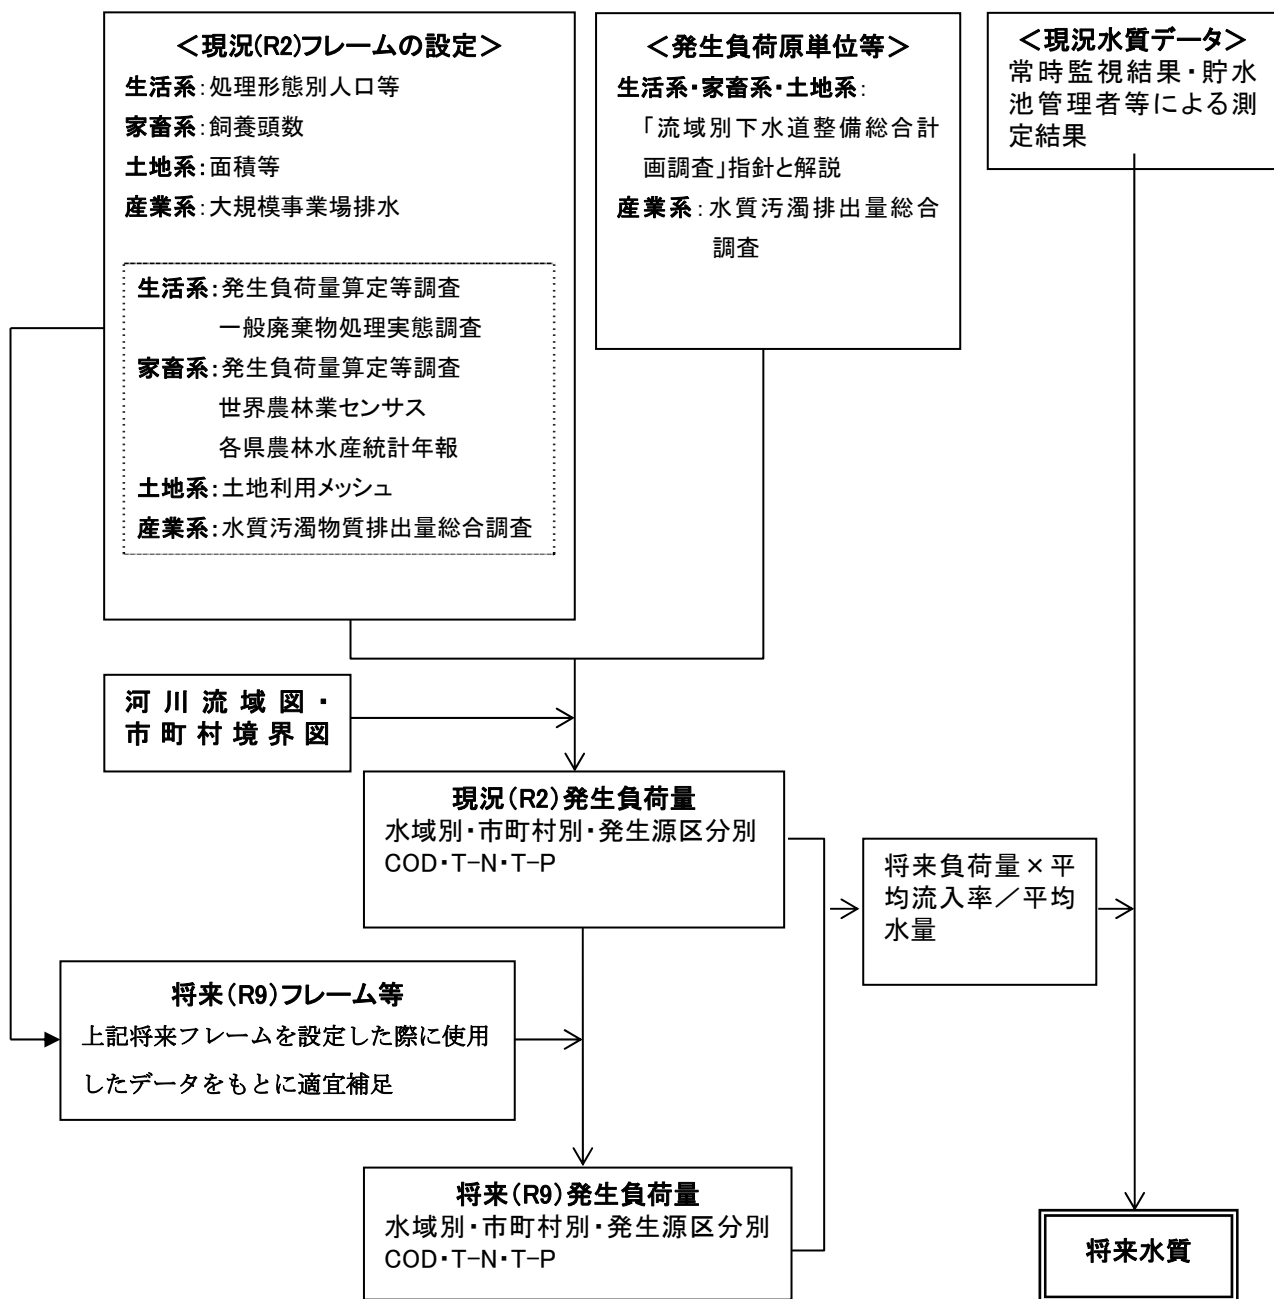 ＜現況(R2)フレームの設定＞
生活系：処理形態別人口等
家畜系：飼養頭数
土地系：面積等
産業系：大規模事業場排水
生活系：発生負荷量算定等調査
一般廃棄物処理実態調査
家畜系：発生負荷量算定等調査
世界農林業センサス
各県農林水産統計年報
土地系：土地利用メッシュ
産業系：水質汚濁物質排出量総合調査
＜発生負荷原単位等＞
生活系・家畜系・土地系：
「流域別下水道整備総合計
画調査」指針と解説
産業系：水質汚濁排出量総合
調査
＜現況水質データ＞
常時監視結果・貯水
池管理者等による測
定結果
河川流域図・
市町村境界図
現況(R2)発生負荷量
水域別・市町村別・発生源区分別
COD・T-N・T-P
将来負荷量×平
均流入率／平均
水量
将来(R9)フレーム等
上記将来フレームを設定した際に使用
したデータをもとに適宜補足
将来(R9)発生負荷量
水域別・市町村別・発生源区分別
COD・T-N・T-P
将来水質